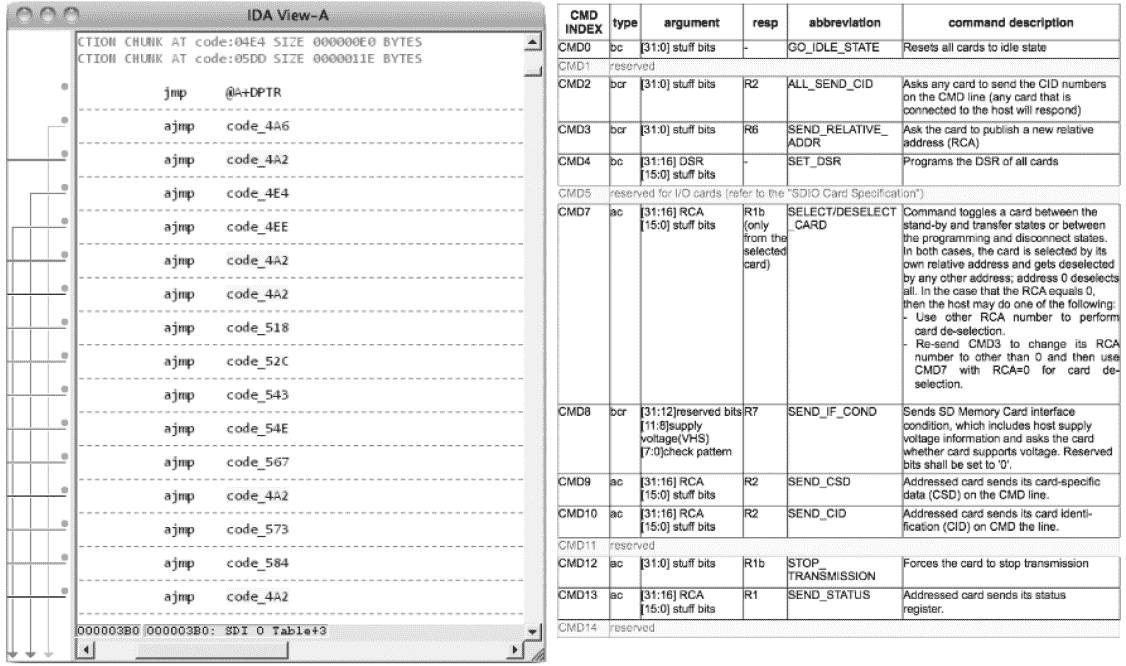 IDA View-A
CTION CHUNK AT code:04E4 SIZE 000000E0 BYTES
CTION CHUNK AT code:05DD SIZE 0000011E BYTES
jmp @A+DPTR
ajmp code_4A6
ajmp code_4A2
ajmp code_4E4
ajmp code_4EE
ajmp code_4A2
ajmp code_4A2
ajmp code_518
ajmp code_52C
ajmp code_543
ajmp code_54E
ajmp code_567
ajmp code_4A2
ajmp code_573
ajmp code_584
ajmp code_4A2
000003B0 000003B0: SDI O Table+3
CMD INDEX type argument resp abbreviation command description
CMD0 bc [31:0] stuff bits - GO_IDLE_STATE Resets all cards to idle state
CMD1 reserved
CMD2 bcr [31:0] stuff bits R2 ALL_SEND_CID Asks any card to send the CID numbers
on the CMD line (any card that is
connected to the host will respond)
CMD3 bcr [31:0] stuff bits R6 SEND_RELATIVE_ Ask the card to publish a new relative
ADDR address (RCA)
CMD4 bc [31:16] DSR - SET_DSR Programs the DSR of all cards
[15:0] stuff bits
CMD5 reserved for I/O cards (refer to the "SDIO Card Specification")
CMD7 ac [31:16] RCA R1b SELECT/DESELECT Command toggles a card between the
[15:0] stuff bits (only _CARD stand-by and transfer states or between
from the the programming and disconnect states.
selected In both cases, the card is selected by its
card) own relative address and gets deselected
by any other address; address 0 deselects
all. In the case that the RCA equals 0,
then the host may do one of the following:
- Use other RCA number to perform
card de-selection.
- Re-send CMD3 to change its RCA
number to other than 0 and then use
CMD7 with RCA=0 for card de-
selection.
CMD8 bcr [31:12]reserved bits R7 SEND_IF_COND Sends SD Memory Card interface
[11:8]supply condition, which includes host supply
voltage(VHS) voltage information and asks the card
[7:0]check pattern whether card supports voltage. Reserved
bits shall be set to '0'.
CMD9 ac [31:16] RCA R2 SEND_CSD Addressed card sends its card-specific
[15:0] stuff bits data (CSD) on the CMD line.
CMD10 ac [31:16] RCA R2 SEND_CID Addressed card sends its card identi-
[15:0] stuff bits fication (CID) on CMD the line.
CMD11 reserved
CMD12 ac [31:0] stuff bits R1b STOP_ Forces the card to stop transmission
TRANSMISSION
CMD13 ac [31:16] RCA R1 SEND_STATUS Addressed card sends its status
[15:0] stuff bits register.
CMD14 reserved